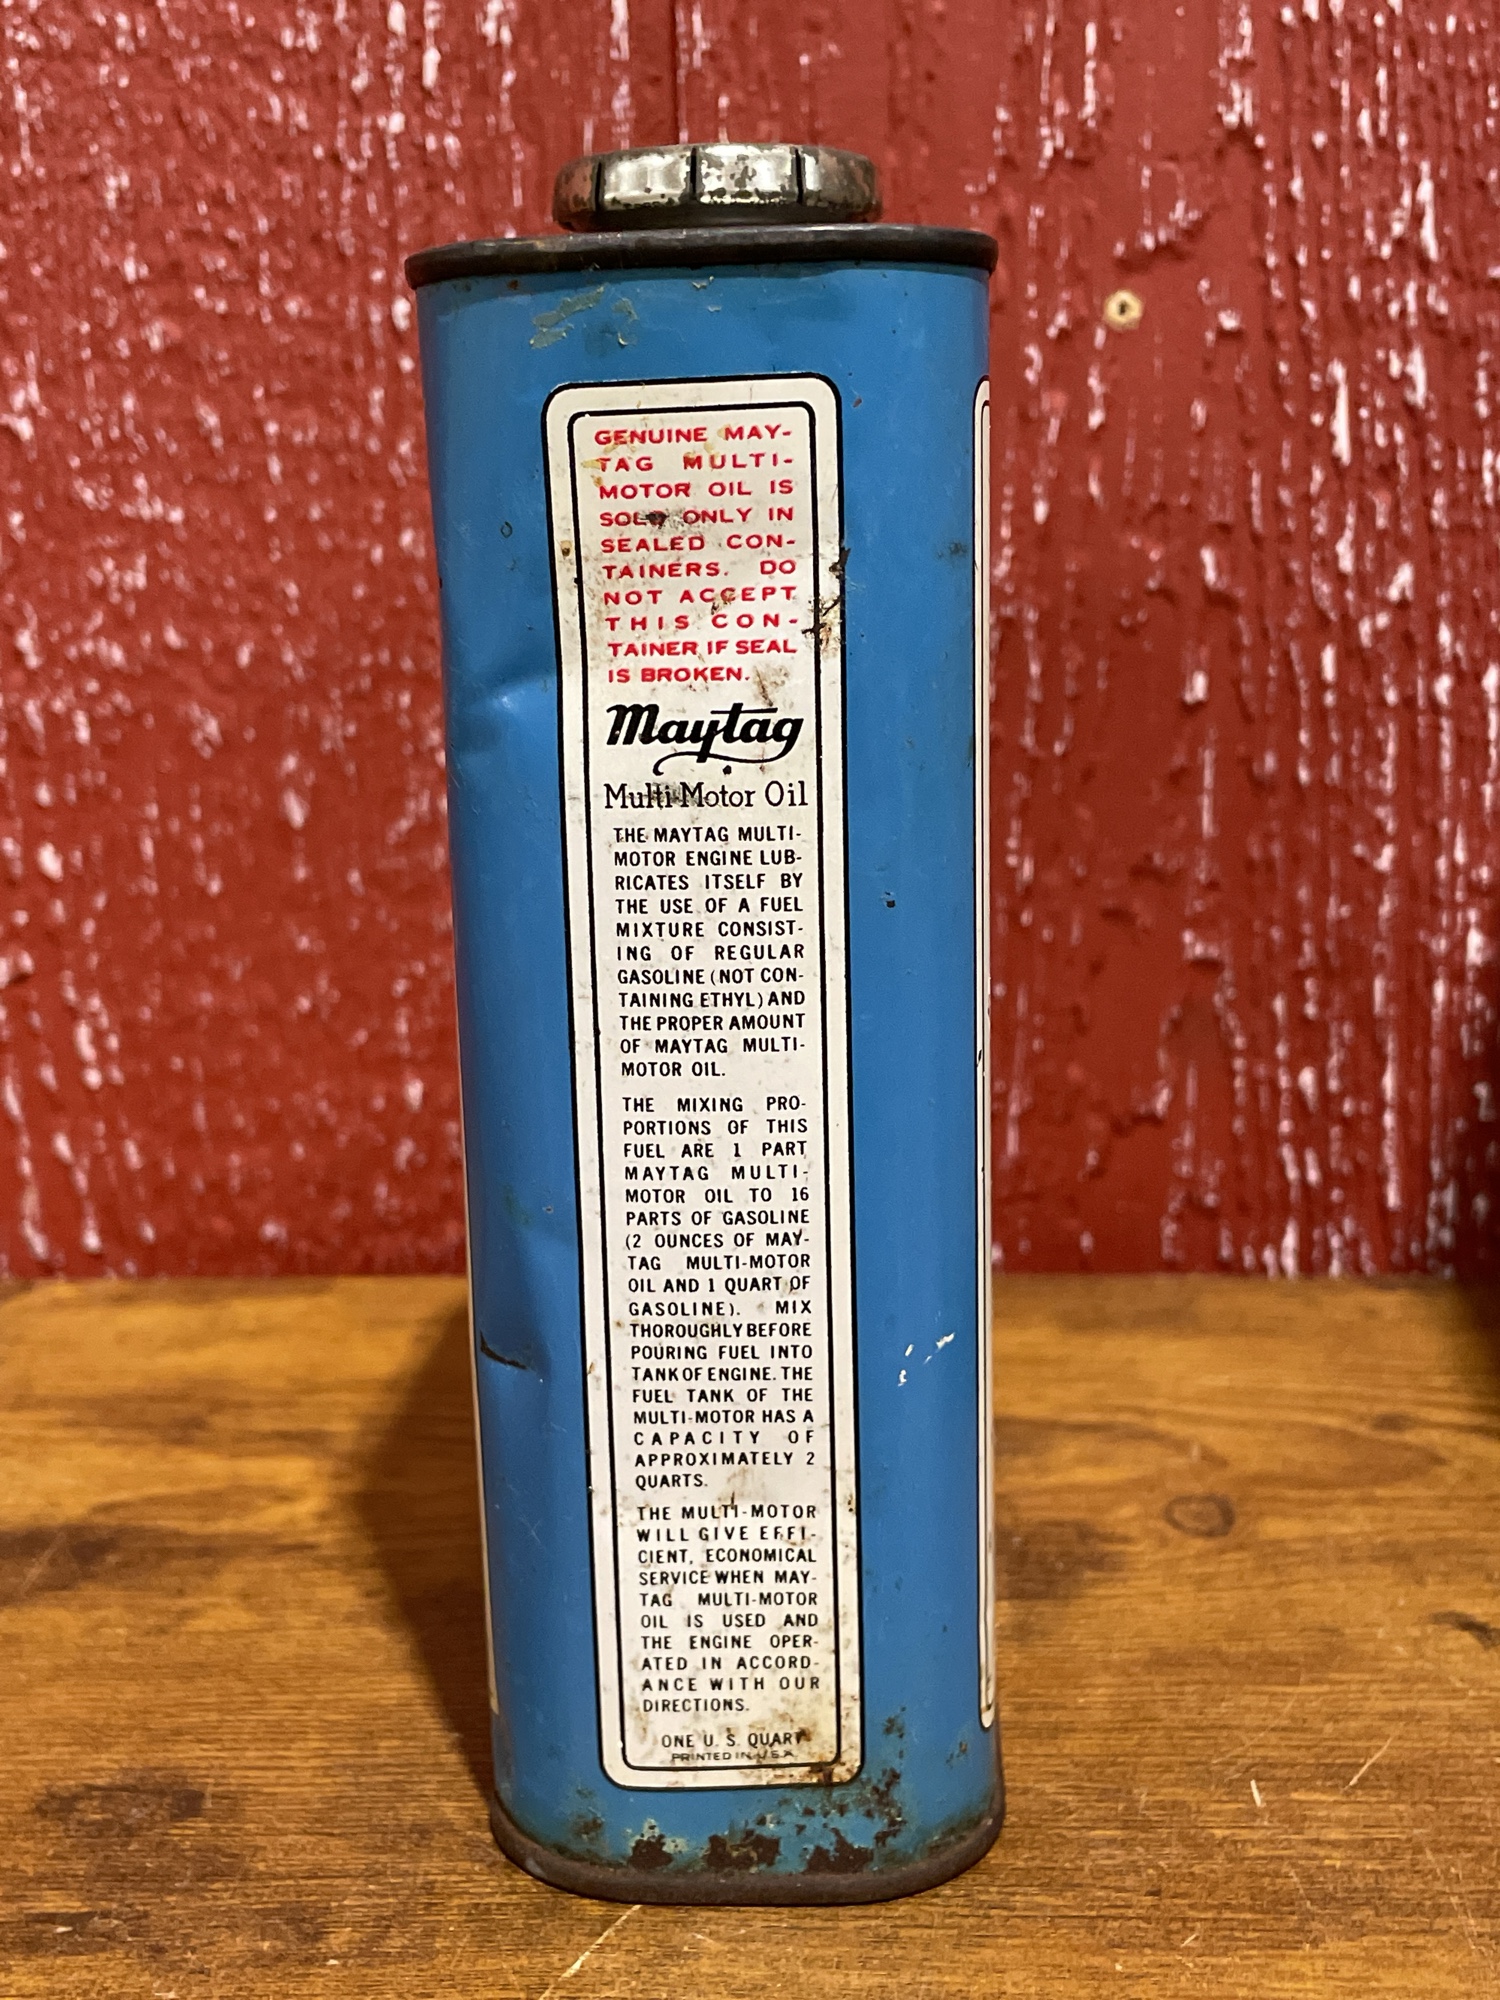 GENUINE MAY-
TAG MULTI-
MOTOR OIL IS
SOLD ONLY IN
SEALED CON-
TAINERS. DO
NOT ACCEPT
THIS CON-
TAINER IF SEAL
IS BROKEN.
Maytag
Multi-Motor Oil
THE MAYTAG MULTI-
MOTOR ENGINE LUB-
RICATES ITSELF BY
THE USE OF A FUEL
MIXTURE CONSIST-
ING OF REGULAR
GASOLINE (NOT CON-
TAINING ETHYL) AND
THE PROPER AMOUNT
OF MAYTAG MULTI-
MOTOR OIL.
THE MIXING PRO-
PORTIONS OF THIS
FUEL ARE 1 PART
MAYTAG MULTI-
MOTOR OIL TO 16
PARTS OF GASOLINE
(2 OUNCES OF MAY-
TAG MULTI-MOTOR
OIL AND 1 QUART OF
GASOLINE). MIX
THOROUGHLY BEFORE
POURING FUEL INTO
TANK OF ENGINE. THE
FUEL TANK OF THE
MULTI-MOTOR HAS A
CAPACITY OF
APPROXIMATELY 2
QUARTS.
THE MULTI-MOTOR
WILL GIVE EFFI-
CIENT, ECONOMICAL
SERVICE WHEN MAY-
TAG MULTI-MOTOR
OIL IS USED AND
THE ENGINE OPER-
ATED IN ACCORD-
ANCE WITH OUR
DIRECTIONS.
ONE U. S. QUART
PRINTED IN U.S.A.